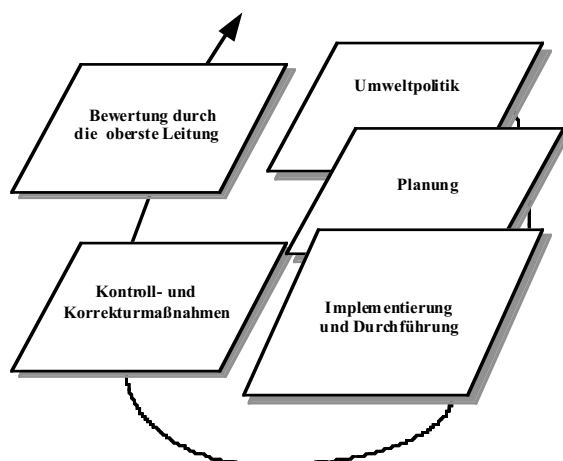 Umweltpolitik
Planung
Implementierung
und Durchführung
Kontroll- und
Korrekturmaßnahmen
Bewertung durch
die oberste Leitung